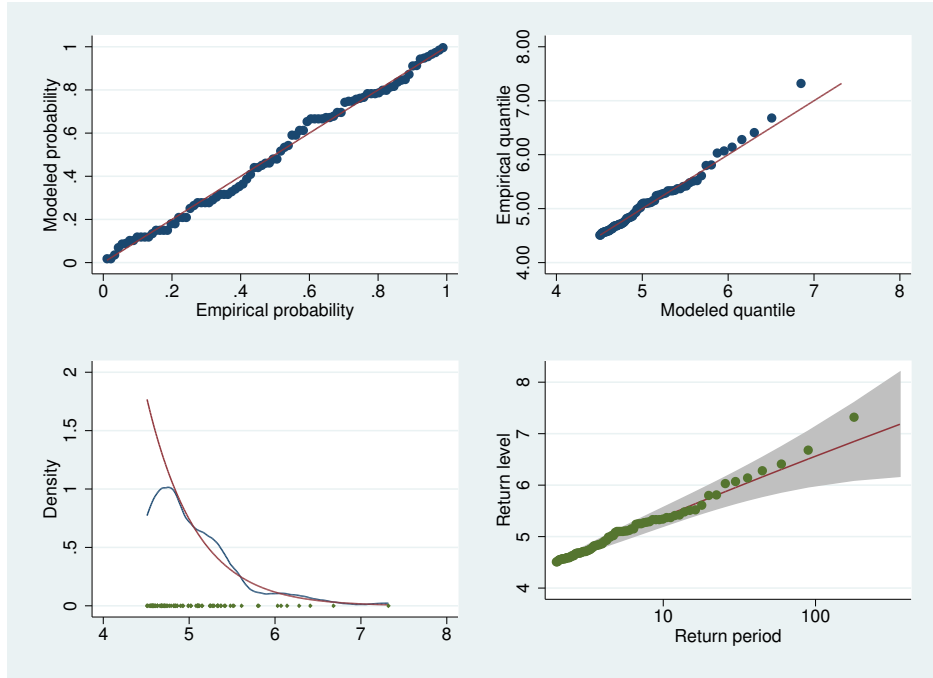 Modeled probability
1
.8
.6
.4
.2
0
0 .2 .4 .6 .8 1
Empirical probability
Empirical quantile
8.00
7.00
6.00
5.00
4.00
4 5 6 7 8
Modeled quantile
Density
2
1.5
1
.5
0
4 5 6 7 8
Return level
8
7
6
5
4
10 100
Return period